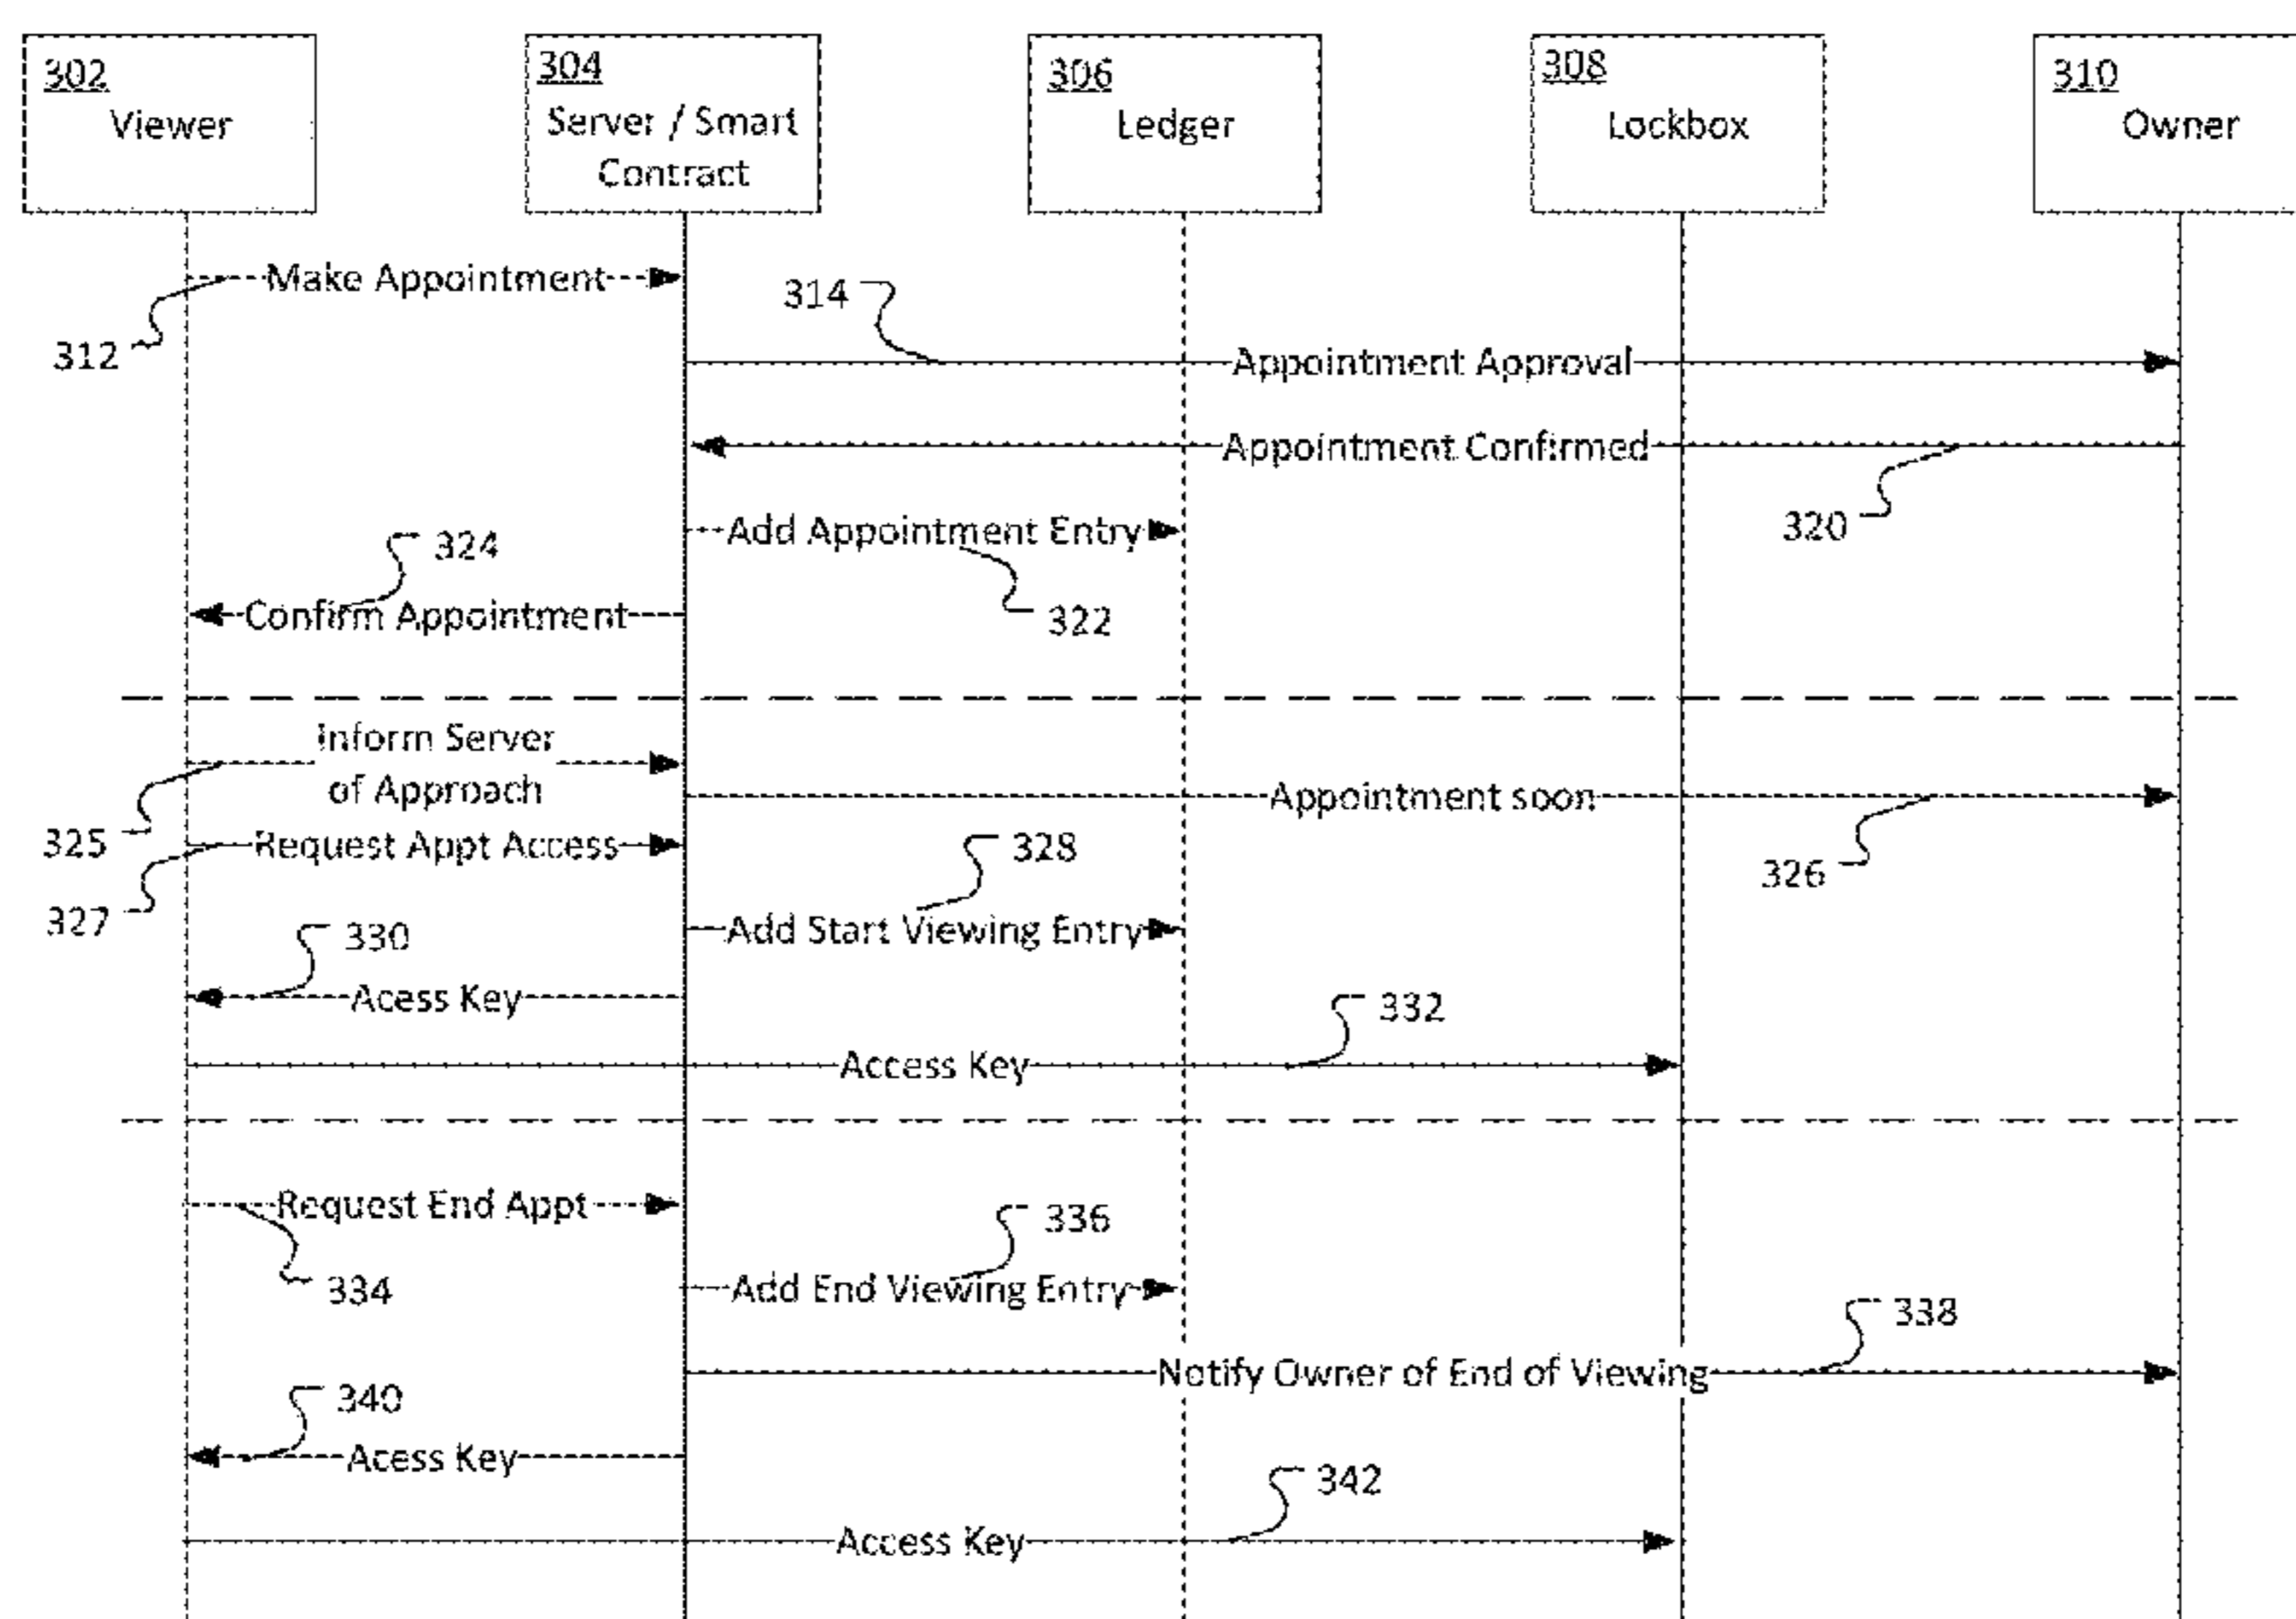 302
Viewer
304
Server / Smart
Contract
306
Ledger
308
Lockbox
310
Owner
Make Appointment
312
314
Appointment Approval
Appointment Confirmed
320
Add Appointment Entry
322
324
Confirm Appointment
Inform Server
of Approach
325
Appointment soon
326
Request Appt Access
327
328
Add Start Viewing Entry
330
Acess Key
332
Access Key
Request End Appt
334
336
Add End Viewing Entry
338
Notify Owner of End of Viewing
340
Acess Key
342
Access Key